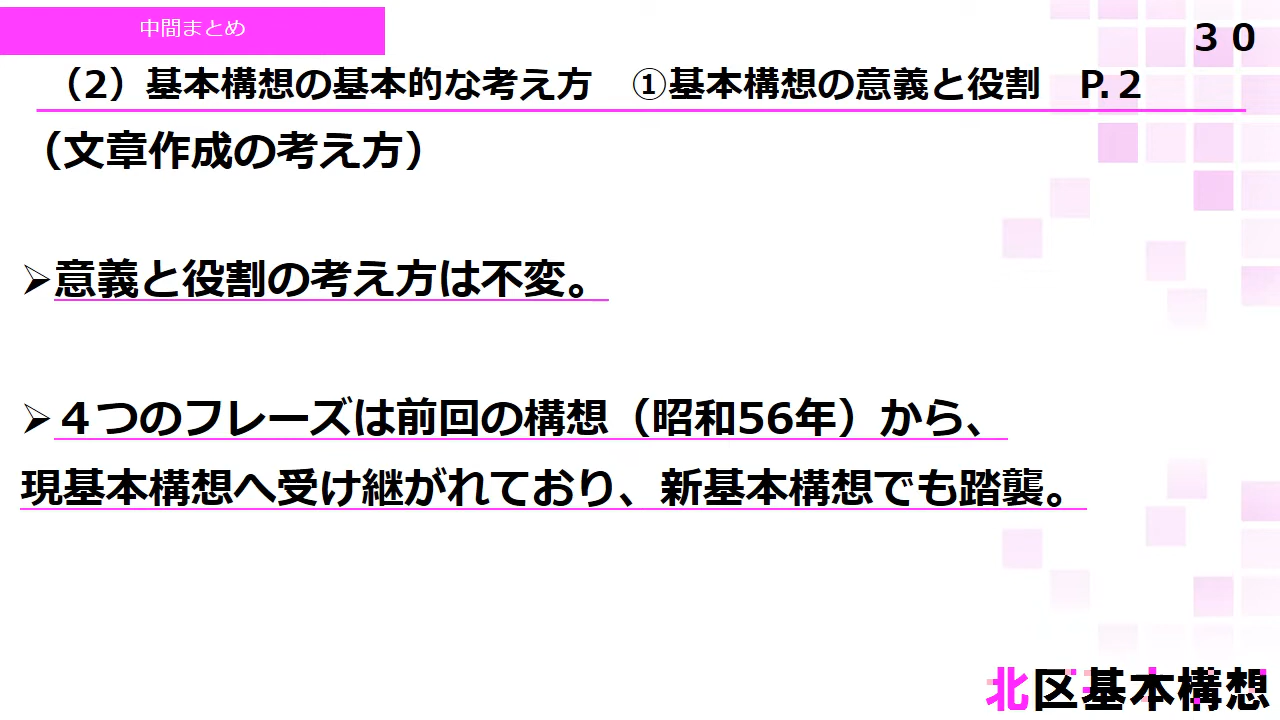 中間まとめ
３０
（2）基本構想の基本的な考え方　①基本構想の意義と役割　P.２
（文章作成の考え方）
➢意義と役割の考え方は不変。
➢４つのフレーズは前回の構想（昭和56年）から、
現基本構想へ受け継がれており、新基本構想でも踏襲。
北区基本構想